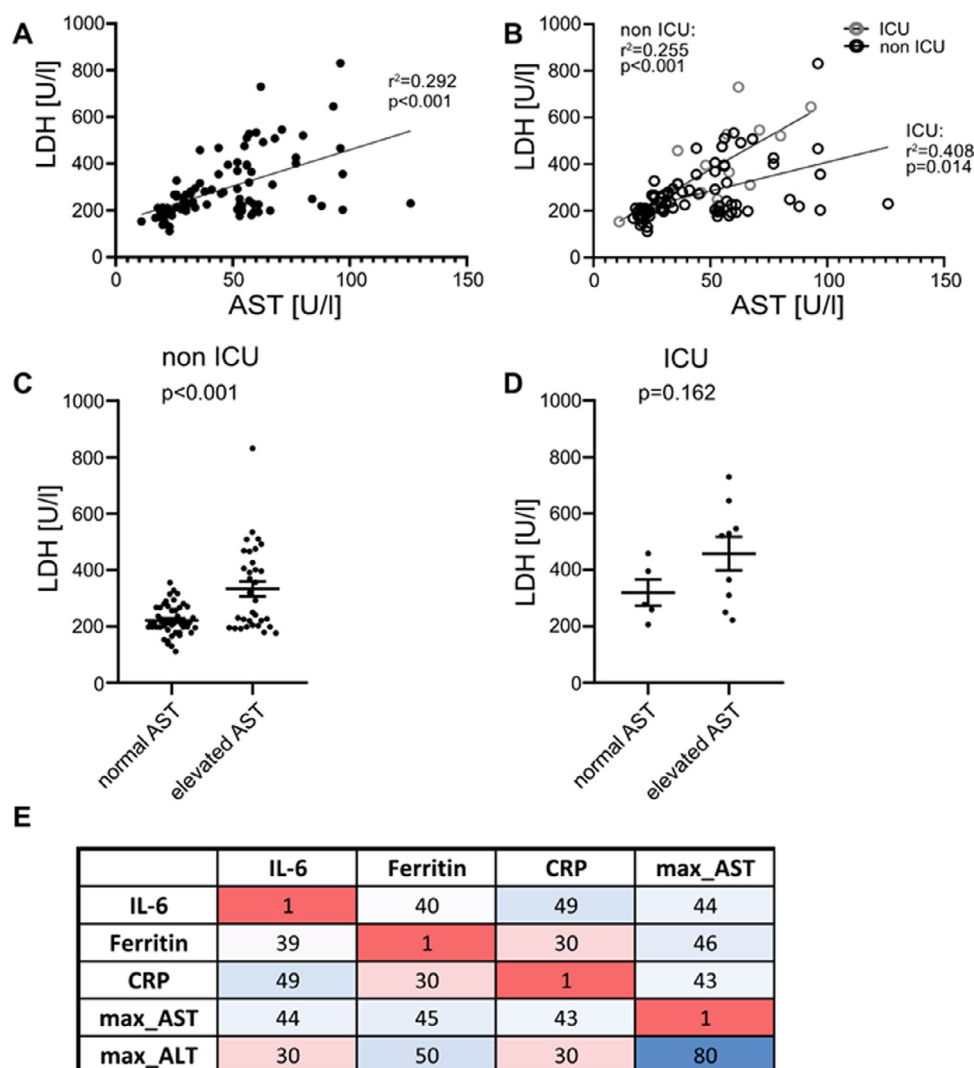 A
1000
800
600
400
200
0
LDH [U/l]
r²=0.292
p<0.001
0 50 100 150
AST [U/l]
B
non ICU:
r²=0.255
p<0.001
ICU
non ICU
1000
800
600
400
200
0
LDH [U/l]
ICU:
r²=0.408
p=0.014
0 50 100 150
AST [U/l]
C
non ICU
p<0.001
1000
800
600
400
200
0
LDH [U/l]
normal AST
elevated AST
D
ICU
p=0.162
1000
800
600
400
200
0
LDH [U/l]
normal AST
elevated AST
E
IL-6 Ferritin CRP max_AST
IL-6 1 40 49 44
Ferritin 39 1 30 46
CRP 49 30 1 43
max_AST 44 45 43 1
max_ALT 30 50 30 80